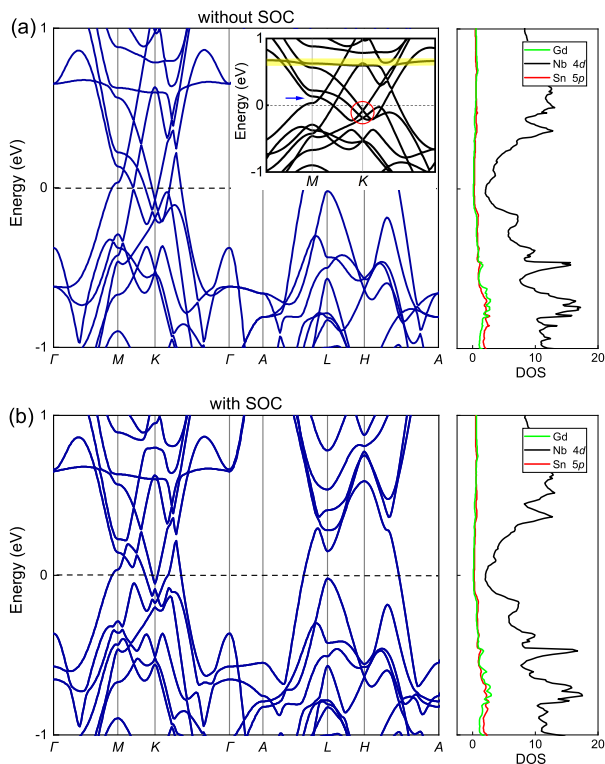 (a)
without SOC
Energy (eV)
1
0
-1
Γ M K Γ A L H A
Energy (eV)
1
0
-1
M K
Gd
Nb 4d
Sn 5p
0 10 20
DOS
(b)
with SOC
Energy (eV)
1
0
-1
Γ M K Γ A L H A
Gd
Nb 4d
Sn 5p
0 10 20
DOS